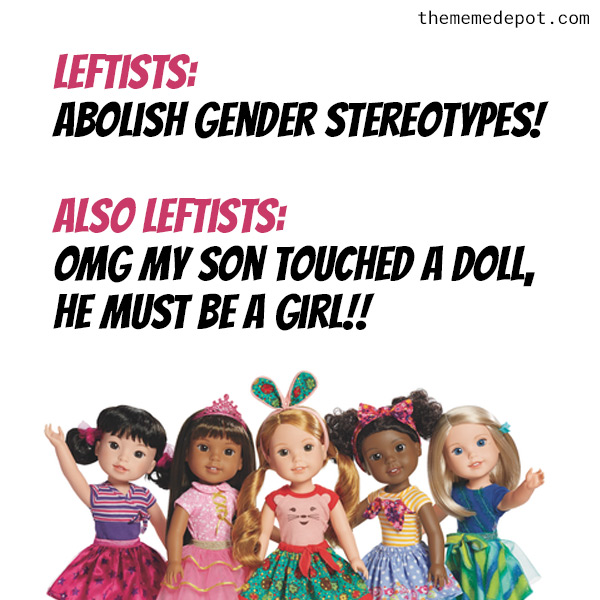 thememedepot.com
LEFTISTS:
ABOLISH GENDER STEREOTYPES!
ALSO LEFTISTS:
OMG MY SON TOUCHED A DOLL,
HE MUST BE A GIRL!!